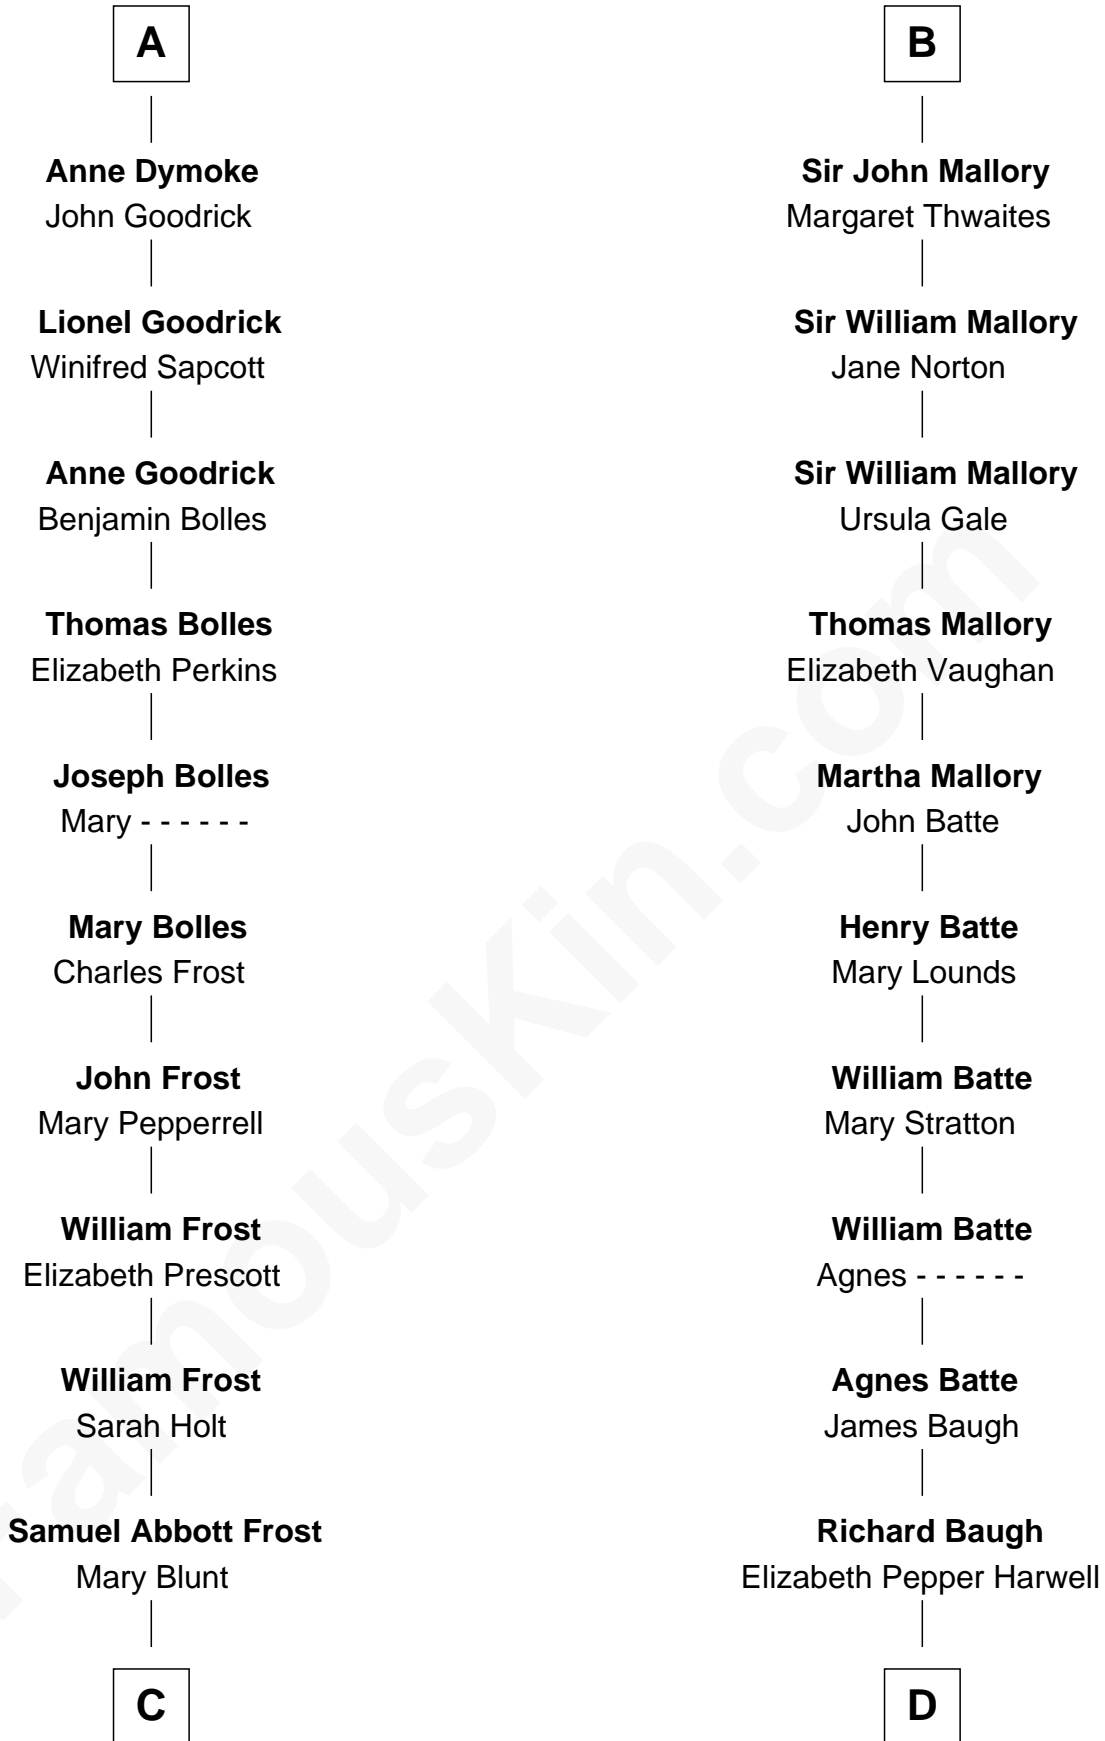 A
Anne Dymoke
John Goodrick
Lionel Goodrick
Winifred Sapcott
Anne Goodrick
Benjamin Bolles
Thomas Bolles
Elizabeth Perkins
Joseph Bolles
Mary - - - - - -
Mary Bolles
Charles Frost
John Frost
Mary Pepperrell
William Frost
Elizabeth Prescott
William Frost
Sarah Holt
Samuel Abbott Frost
Mary Blunt
C
B
Sir John Mallory
Margaret Thwaites
Sir William Mallory
Jane Norton
Sir William Mallory
Ursula Gale
Thomas Mallory
Elizabeth Vaughan
Martha Mallory
John Batte
Henry Batte
Mary Lounds
William Batte
Mary Stratton
William Batte
Agnes - - - - - -
Agnes Batte
James Baugh
Richard Baugh
Elizabeth Pepper Harwell
D
FamousKin.com